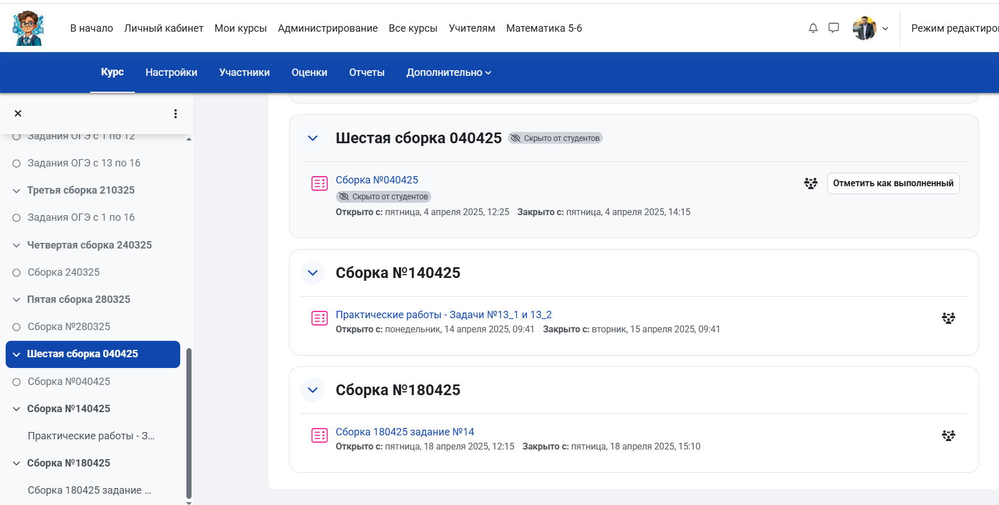 В начало Личный кабинет Мои курсы Администрирование Все курсы Учителям Математика 5-6
Режим редактиро
Курс Настройки Участники Оценки Отчеты Дополнительно
Задания ОГЭ с 1 по 12
Задания ОГЭ с 13 по 16
Третья сборка 210325
Задания ОГЭ с 1 по 16
Четвертая сборка 240325
Сборка 240325
Пятая сборка 280325
Сборка №280325
Шестая сборка 040425
Сборка №040425
Сборка №140425
Практические работы - З...
Сборка №180425
Сборка 180425 задание ...
Шестая сборка 040425 Скрыто от студентов
Сборка №040425
Отметить как выполненный
Скрыто от студентов
Открыто с: пятница, 4 апреля 2025, 12:25 Закрыто с: пятница, 4 апреля 2025, 14:15
Сборка №140425
Практические работы - Задачи №13_1 и 13_2
Открыто с: понедельник, 14 апреля 2025, 09:41 Закрыто с: вторник, 15 апреля 2025, 09:41
Сборка №180425
Сборка 180425 задание №14
Открыто с: пятница, 18 апреля 2025, 12:15 Закрыто с: пятница, 18 апреля 2025, 15:10